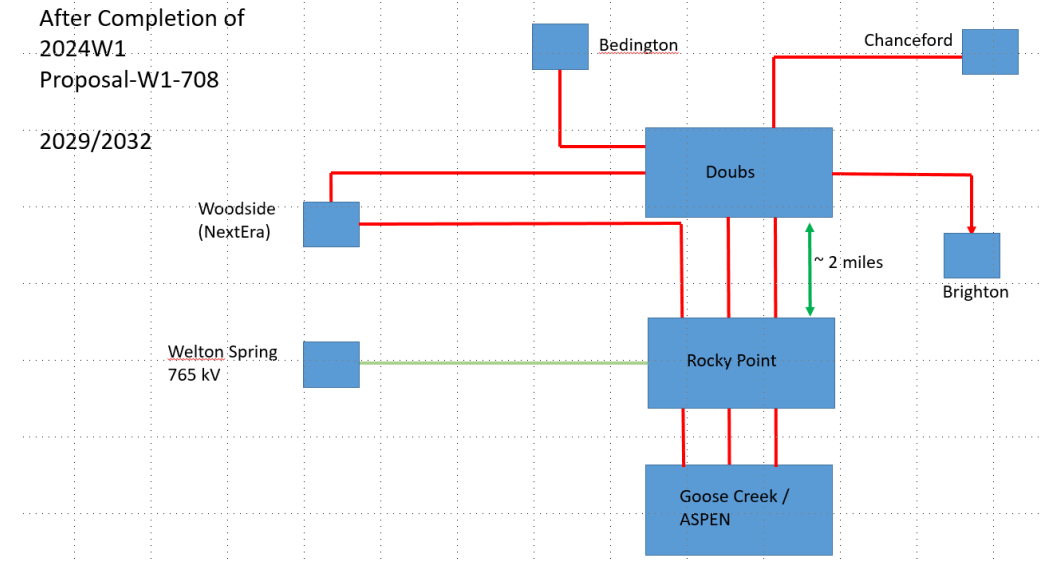 After Completion of
2024W1
Proposal-W1-708
2029/2032
Bedington
Chanceford
Doubs
Woodside
(NextEra)
~ 2 miles
Brighton
Welton Spring
765 kV
Rocky Point
Goose Creek /
ASPEN